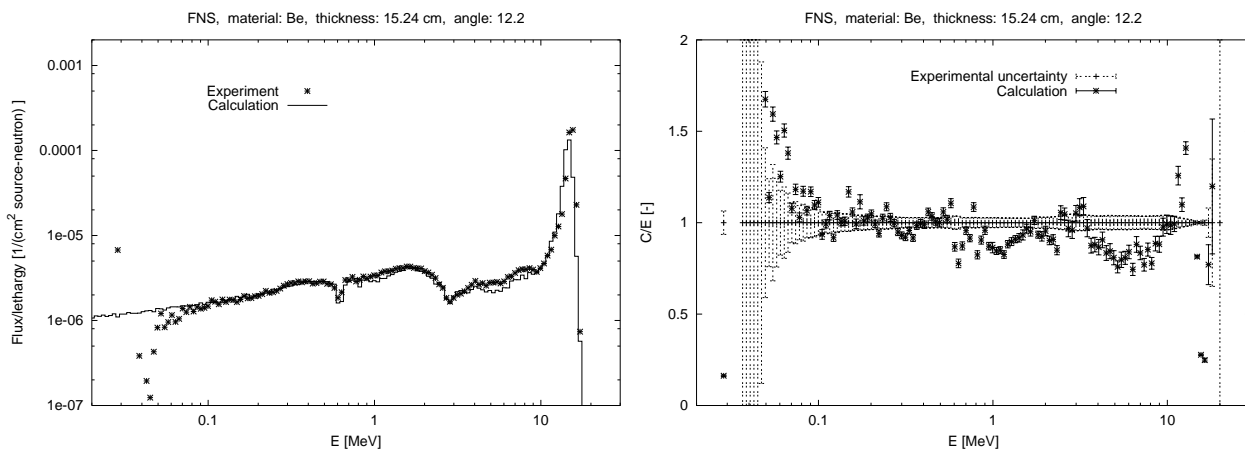 FNS, material: Be, thickness: 15.24 cm, angle: 12.2
0.001
0.0001
1e-05
1e-06
1e-07
0.1
1
10
E [MeV]
Flux/lethargy [1/(cm² source-neutron) ]
Experiment
Calculation
FNS, material: Be, thickness: 15.24 cm, angle: 12.2
2
1.5
1
0.5
0
0.1
1
10
E [MeV]
C/E [-]
Experimental uncertainty
Calculation